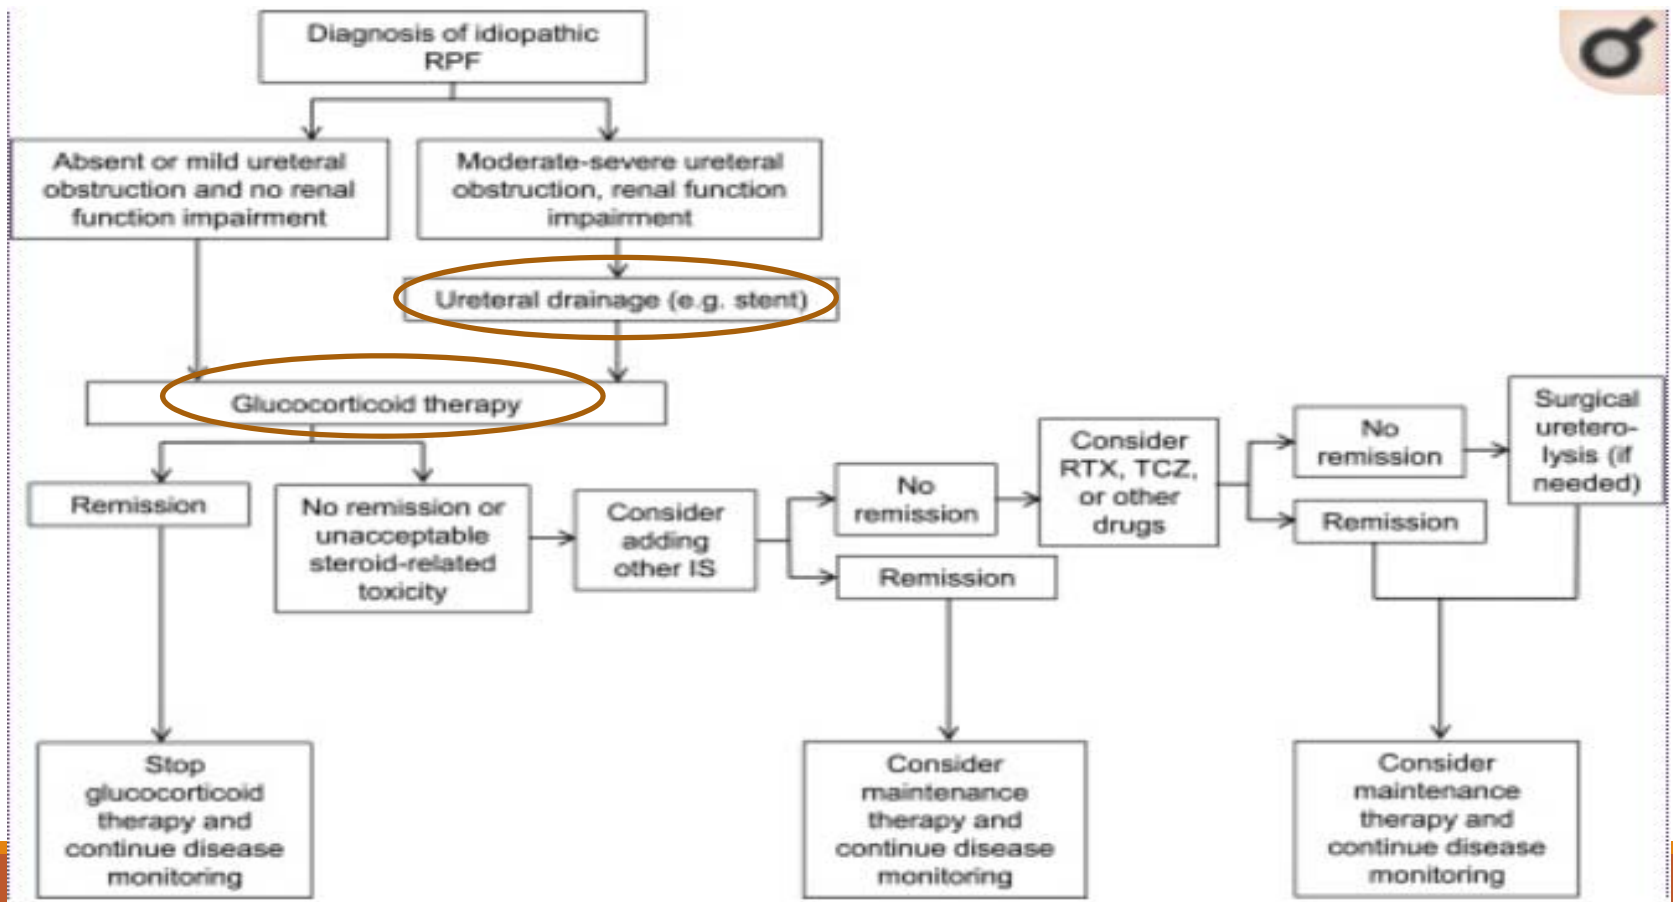 Diagnosis of idiopathic
RPF
Absent or mild ureteral
obstruction and no renal
function impairment
Moderate-severe ureteral
obstruction, renal function
impairment
Ureteral drainage (e.g. stent)
Glucocorticoid therapy
Remission
No remission or
unacceptable
steroid-related
toxicity
Consider
adding
other IS
No
remission
Remission
Consider
RTX, TCZ,
or other
drugs
No
remission
Remission
Surgical
uretero-
lysis (if
needed)
Stop
glucocorticoid
therapy and
continue disease
monitoring
Consider
maintenance
therapy and
continue disease
monitoring
Consider
maintenance
therapy and
continue disease
monitoring